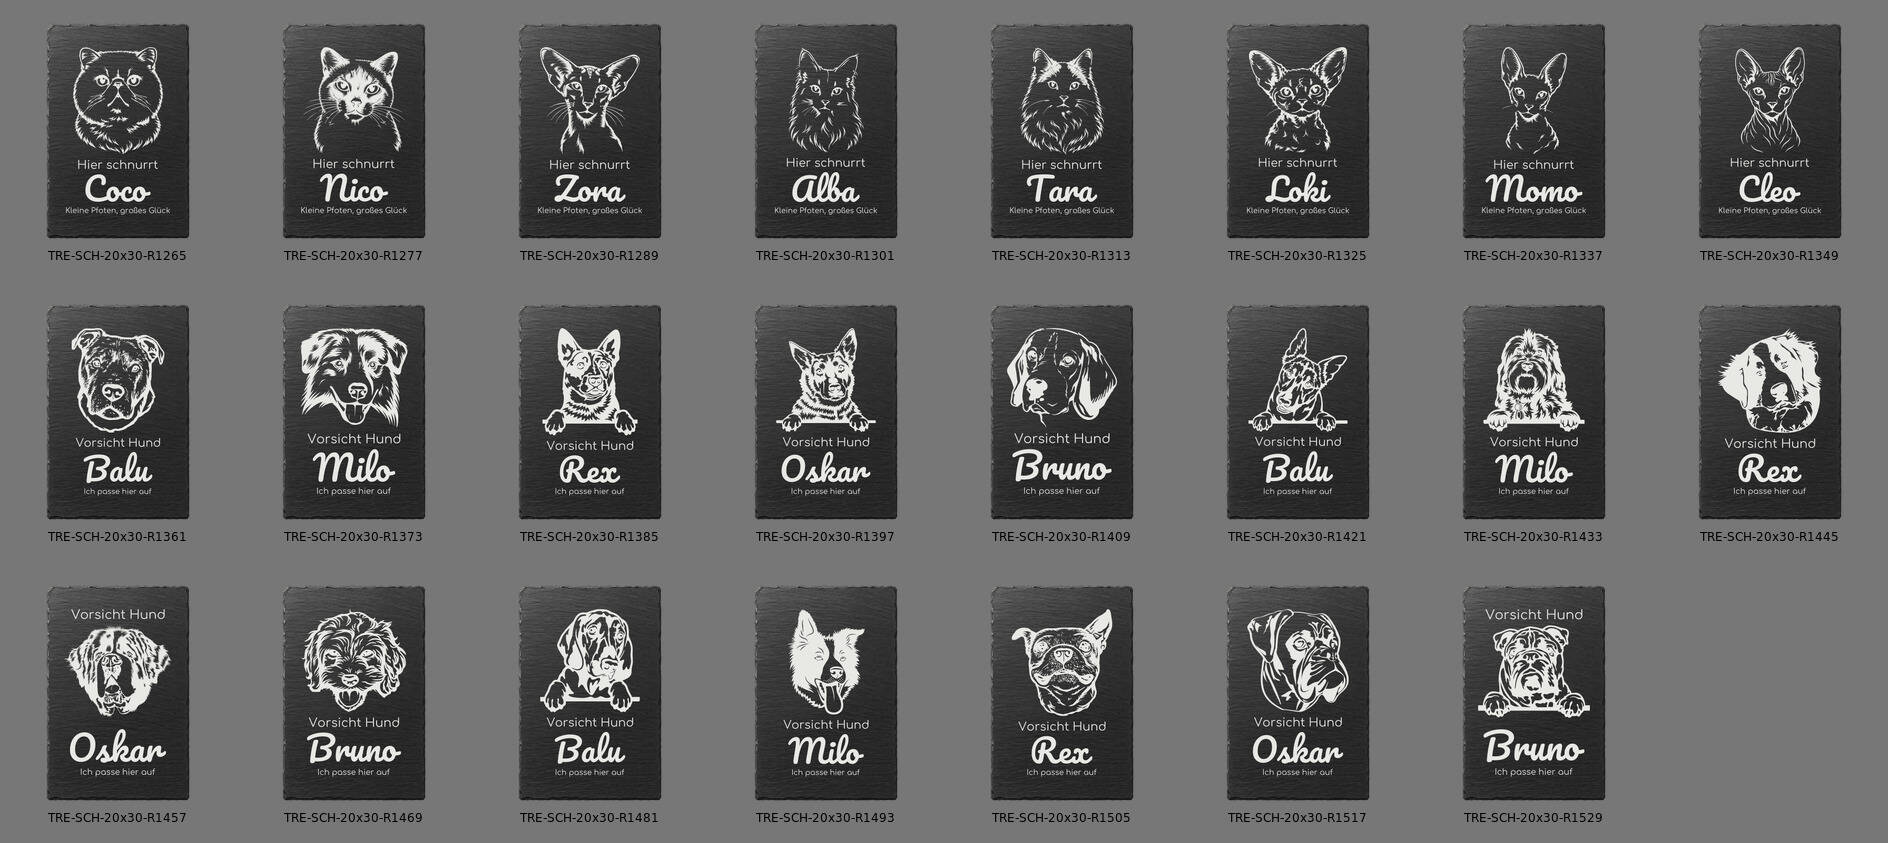 Hier schnurrt
Coco
Kleine Pfoten, großes Glück
TRE-SCH-20x30-R1265
Hier schnurrt
Nico
Kleine Pfoten, großes Glück
TRE-SCH-20x30-R1277
Hier schnurrt
Zora
Kleine Pfoten, großes Glück
TRE-SCH-20x30-R1289
Hier schnurrt
Alba
Kleine Pfoten, großes Glück
TRE-SCH-20x30-R1301
Hier schnurrt
Tara
Kleine Pfoten, großes Glück
TRE-SCH-20x30-R1313
Hier schnurrt
Loki
Kleine Pfoten, großes Glück
TRE-SCH-20x30-R1325
Hier schnurrt
Momo
Kleine Pfoten, großes Glück
TRE-SCH-20x30-R1337
Hier schnurrt
Cleo
Kleine Pfoten, großes Glück
TRE-SCH-20x30-R1349
Vorsicht Hund
Balu
Ich passe hier auf
TRE-SCH-20x30-R1361
Vorsicht Hund
Milo
Ich passe hier auf
TRE-SCH-20x30-R1373
Vorsicht Hund
Rex
Ich passe hier auf
TRE-SCH-20x30-R1385
Vorsicht Hund
Oskar
Ich passe hier auf
TRE-SCH-20x30-R1397
Vorsicht Hund
Bruno
Ich passe hier auf
TRE-SCH-20x30-R1409
Vorsicht Hund
Balu
Ich passe hier auf
TRE-SCH-20x30-R1421
Vorsicht Hund
Milo
Ich passe hier auf
TRE-SCH-20x30-R1433
Vorsicht Hund
Rex
Ich passe hier auf
TRE-SCH-20x30-R1445
Vorsicht Hund
Oskar
Ich passe hier auf
TRE-SCH-20x30-R1457
Vorsicht Hund
Bruno
Ich passe hier auf
TRE-SCH-20x30-R1469
Vorsicht Hund
Balu
Ich passe hier auf
TRE-SCH-20x30-R1481
Vorsicht Hund
Milo
Ich passe hier auf
TRE-SCH-20x30-R1493
Vorsicht Hund
Rex
Ich passe hier auf
TRE-SCH-20x30-R1505
Vorsicht Hund
Oskar
Ich passe hier auf
TRE-SCH-20x30-R1517
Vorsicht Hund
Bruno
Ich passe hier auf
TRE-SCH-20x30-R1529